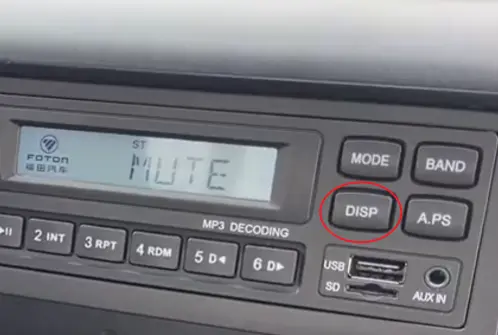 FOTON
福田汽车
ST
MUTE
MODE
BAND
DISP
A.PS
MP3 DECODING
2 INT
3 RPT
4 RDM
5 D◀
6 D▶
USB
SD
AUX IN